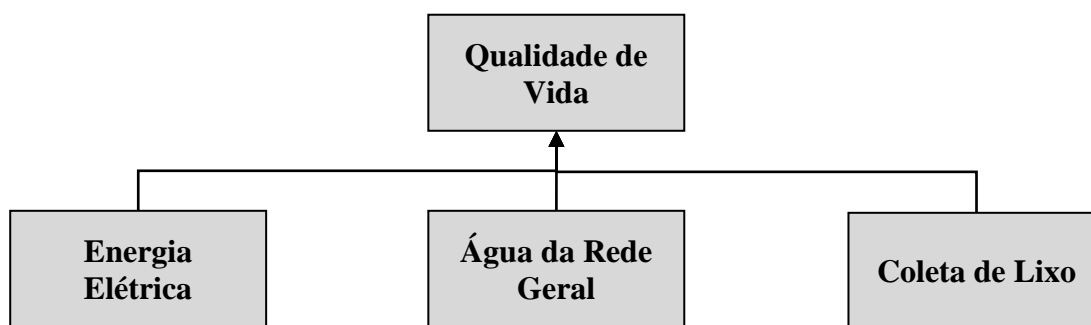 Qualidade de
Vida
Energia
Elétrica
Água da Rede
Geral
Coleta de Lixo